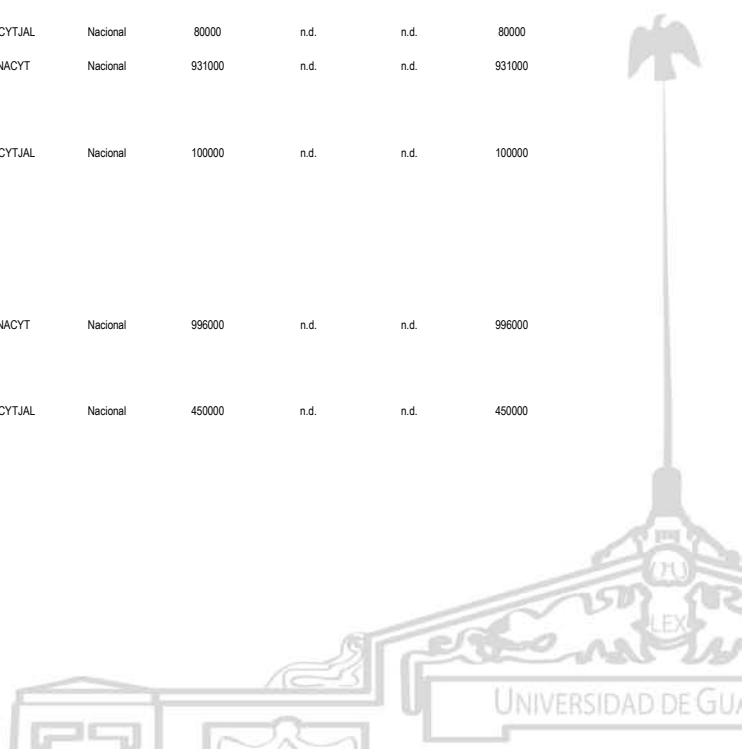 CYTJAL Nacional 80000 n.d. n.d. 80000
NACYT Nacional 931000 n.d. n.d. 931000
CYTJAL Nacional 100000 n.d. n.d. 100000
NACYT Nacional 996000 n.d. n.d. 996000
CYTJAL Nacional 450000 n.d. n.d. 450000
LEX
UNIVERSIDAD DE GUA